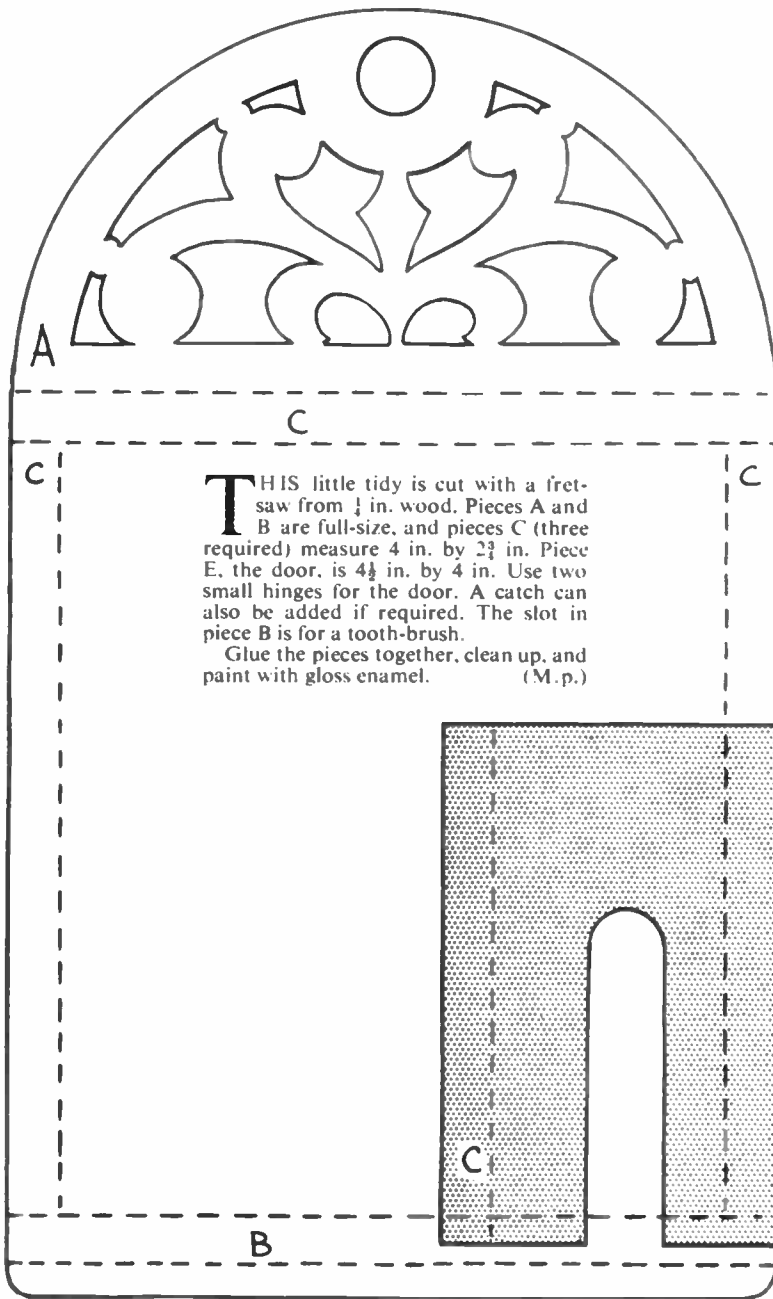 A
C
C
C
THIS little tidy is cut with a fret-
saw from ¼ in. wood. Pieces A and
B are full-size, and pieces C (three
required) measure 4 in. by 2¾ in. Piece
E, the door, is 4½ in. by 4 in. Use two
small hinges for the door. A catch can
also be added if required. The slot in
piece B is for a tooth-brush.
Glue the pieces together, clean up, and
paint with gloss enamel. (M.p.)
C
B